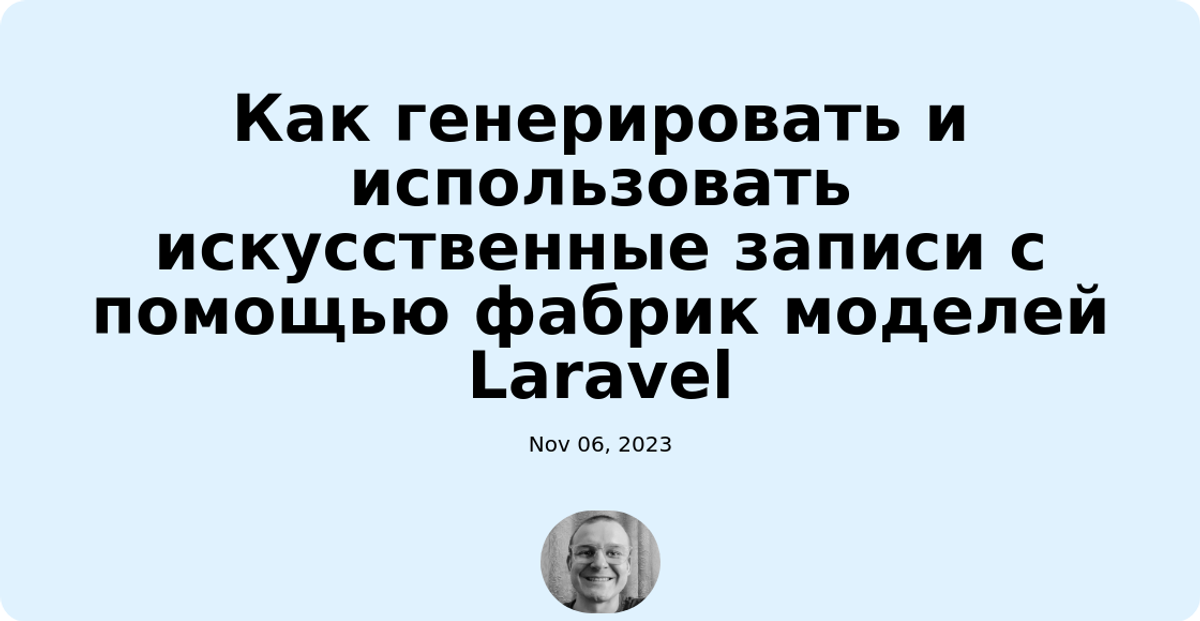 Как генерировать и
использовать
искусственные записи с
помощью фабрик моделей
Laravel
Nov 06, 2023